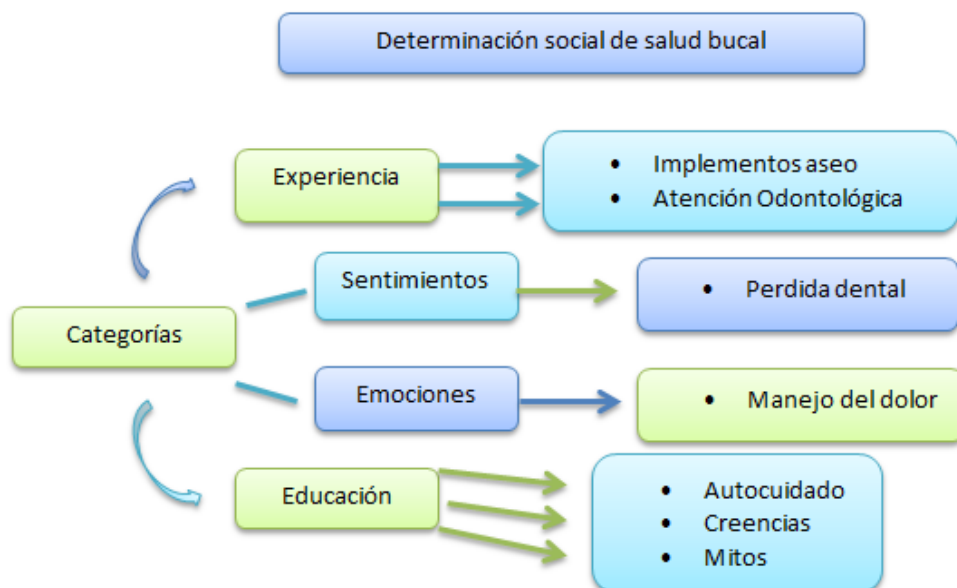 Determinación social de salud bucal
Experiencia
• Implementos aseo
• Atención Odontológica
Sentimientos
• Perdida dental
Categorías
Emociones
• Manejo del dolor
Educación
• Autocuidado
• Creencias
• Mitos